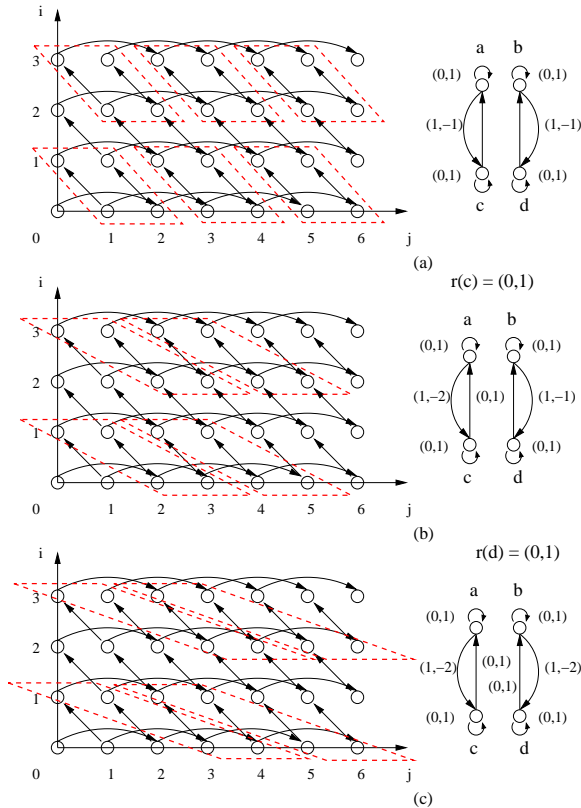 i
a b
3
(0,1) (0,1)
2
(1,−1) (1,−1)
1
(0,1) (0,1)
c d
0 1 2 3 4 5 6 j
(a)
r(c) = (0,1)
i
a b
3
(0,1) (0,1)
2
(1,−2) (0,1) (1,−1)
1
(0,1) (0,1)
c d
0 1 2 3 4 5 6 j
(b)
r(d) = (0,1)
i
a b
3
(0,1) (0,1)
2
(1,−2) (0,1) (1,−2)
(0,1)
1
(0,1) (0,1)
c d
0 1 2 3 4 5 6 j
(c)